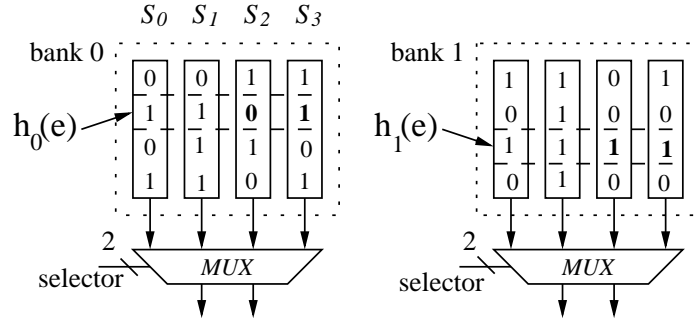 S0 S1 S2 S3
bank 0
bank 1
0 0 1 1
1 1 0 1
0 1 1 0
1 1 0 1
h0(e)
1 1 0 1
0 1 0 0
1 1 1 1
0 1 0 0
h1(e)
2
selector
MUX
2
selector
MUX